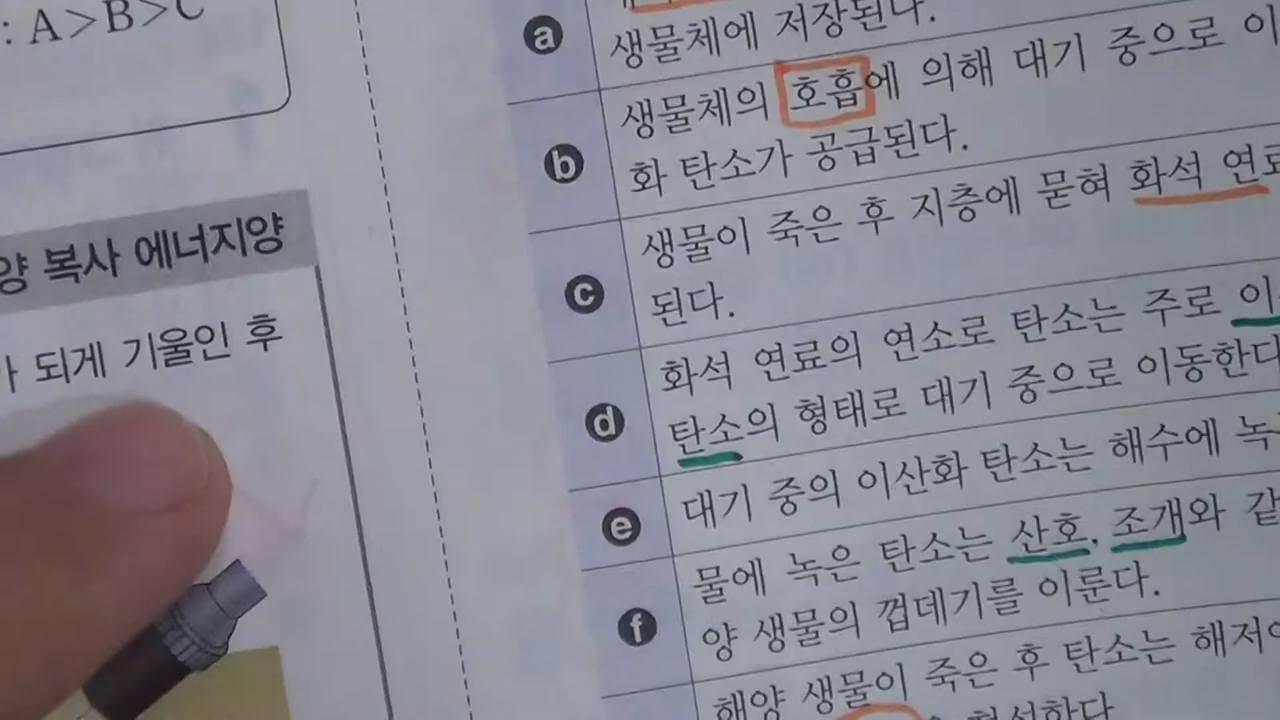 : A>B>C
양 복사 에너지양
되게 기울인 후
a
생물체에 저장된다.
b
생물체의 호흡에 의해 대기 중으로 이
화 탄소가 공급된다.
c
생물이 죽은 후 지층에 묻혀 화석 연료
된다.
d
화석 연료의 연소로 탄소는 주로 이
탄소의 형태로 대기 중으로 이동한다
e
대기 중의 이산화 탄소는 해수에 녹
f
물에 녹은 탄소는 산호, 조개와 같
양 생물의 껍데기를 이룬다.
해양 생물이 죽은 후 탄소는 해저에